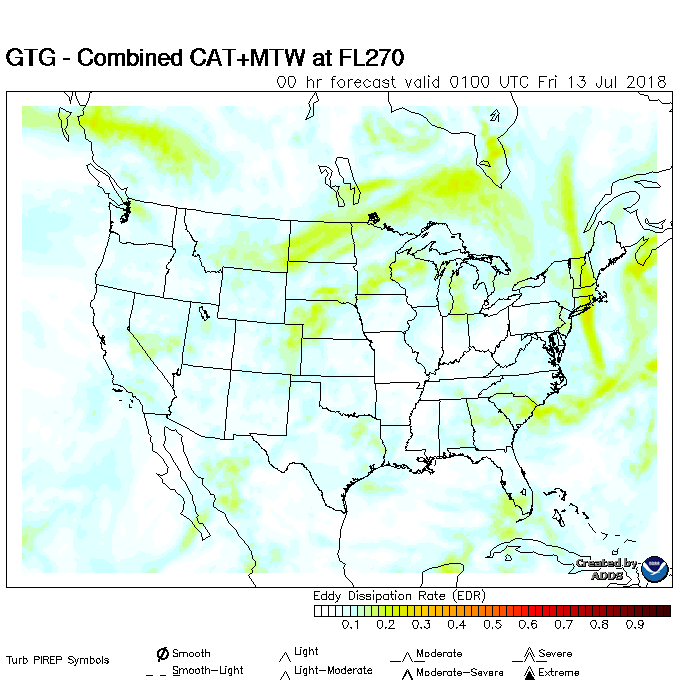 GTG - Combined CAT+MTW at FL270
00 hr forecast valid 0100 UTC Fri 13 Jul 2018
Created by
ADDS
Eddy Dissipation Rate (EDR)
0.1 0.2 0.3 0.4 0.5 0.6 0.7 0.8 0.9
Turb PIREP Symbols
Smooth Light Moderate Severe
Smooth-Light Light-Moderate Moderate-Severe Extreme